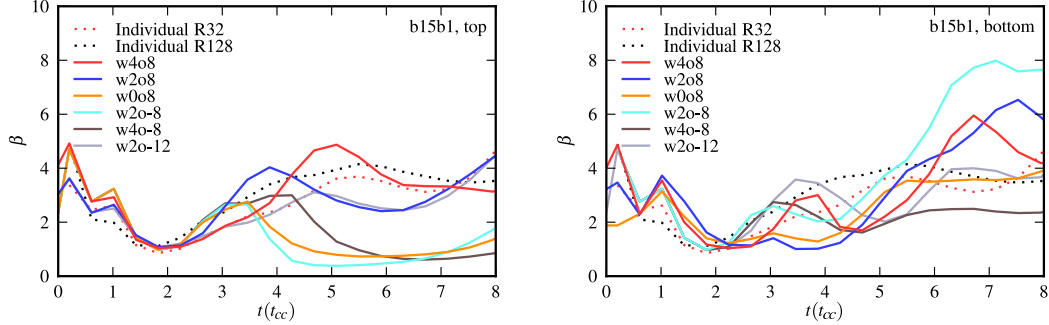 10
8
6
4
2
0
β
b15b1, top
Individual R32
Individual R128
w4o8
w2o8
w0o8
w2o-8
w4o-8
w2o-12
0 1 2 3 4 5 6 7 8
t(tcc)
10
8
6
4
2
0
β
b15b1, bottom
Individual R32
Individual R128
w4o8
w2o8
w0o8
w2o-8
w4o-8
w2o-12
0 1 2 3 4 5 6 7 8
t(tcc)